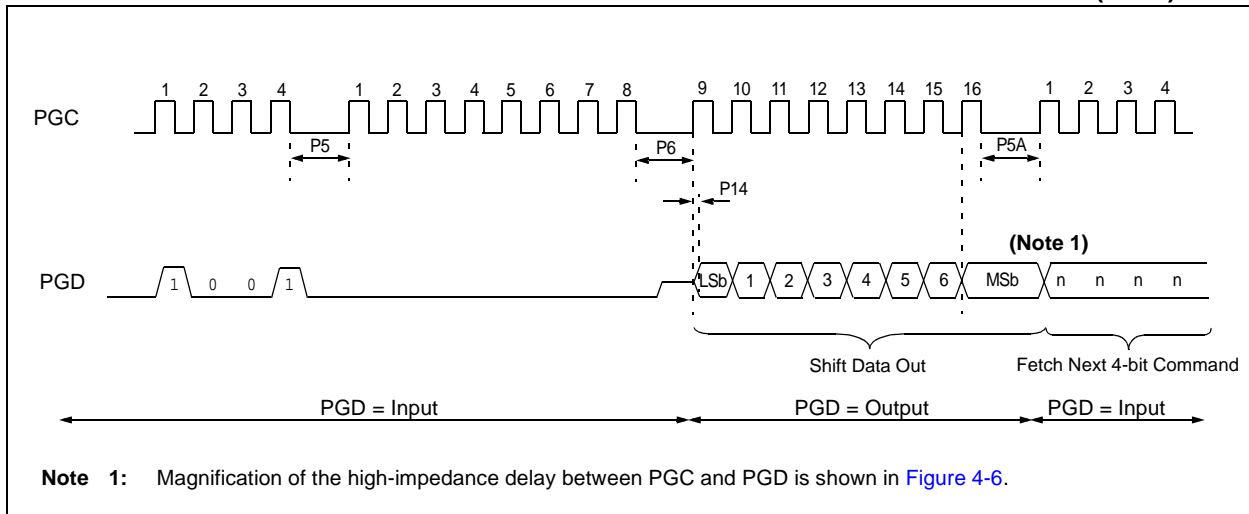 1 2 3 4 1 2 3 4 5 6 7 8 9 10 11 12 13 14 15 16 1 2 3 4
PGC
P5 P6 P5A
P14
(Note 1)
PGD 1 0 0 1 LSb 1 2 3 4 5 6 MSb n n n n
Shift Data Out Fetch Next 4-bit Command
PGD = Input PGD = Output PGD = Input
Note 1: Magnification of the high-impedance delay between PGC and PGD is shown in Figure 4-6.